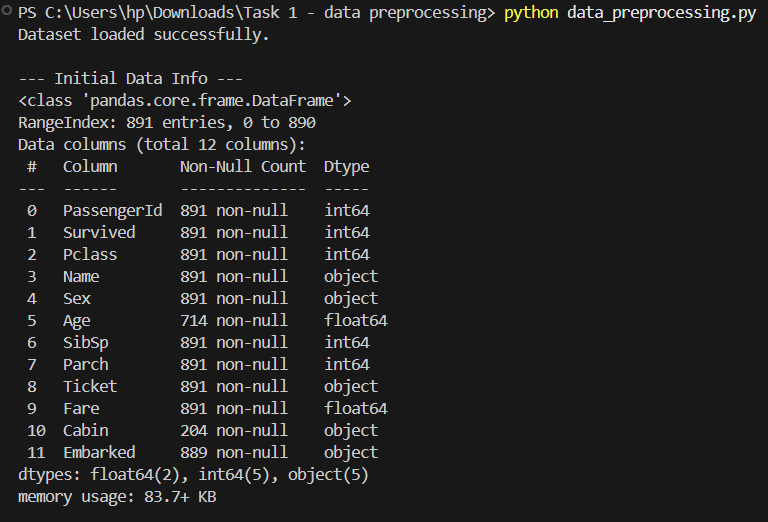 PS C:\Users\hp\Downloads\Task 1 - data preprocessing> python data_preprocessing.py
Dataset loaded successfully.

--- Initial Data Info ---
<class 'pandas.core.frame.DataFrame'>
RangeIndex: 891 entries, 0 to 890
Data columns (total 12 columns):
 #   Column       Non-Null Count  Dtype
---  ------       --------------  -----
 0   PassengerId  891 non-null    int64
 1   Survived     891 non-null    int64
 2   Pclass       891 non-null    int64
 3   Name         891 non-null    object
 4   Sex          891 non-null    object
 5   Age          714 non-null    float64
 6   SibSp        891 non-null    int64
 7   Parch        891 non-null    int64
 8   Ticket       891 non-null    object
 9   Fare         891 non-null    float64
 10  Cabin        204 non-null    object
 11  Embarked     889 non-null    object
dtypes: float64(2), int64(5), object(5)
memory usage: 83.7+ KB